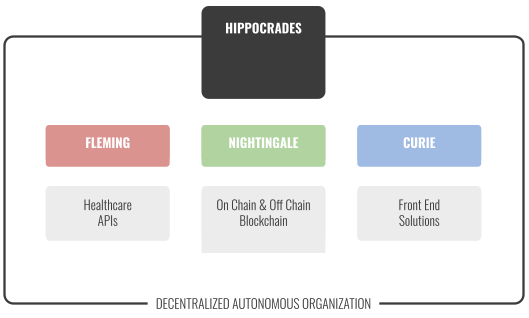 HIPPOCRADES
FLEMING
NIGHTINGALE
CURIE
Healthcare
APIs
On Chain & Off Chain
Blockchain
Front End
Solutions
DECENTRALIZED AUTONOMOUS ORGANIZATION